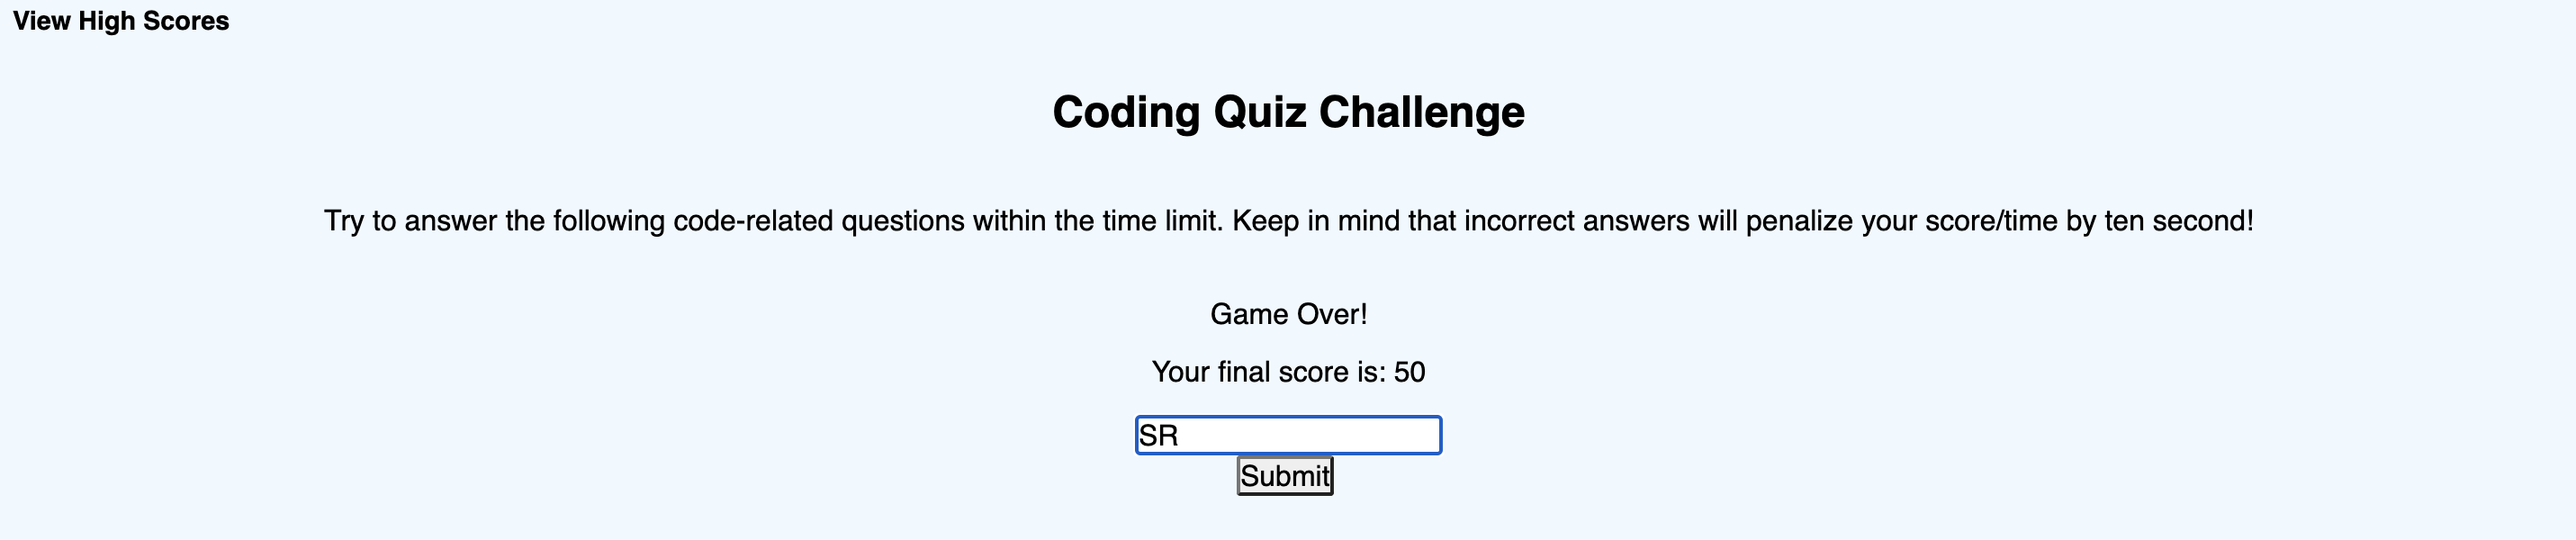 View High Scores
Coding Quiz Challenge
Try to answer the following code-related questions within the time limit. Keep in mind that incorrect answers will penalize your score/time by ten second!
Game Over!
Your final score is: 50
SR
Submit